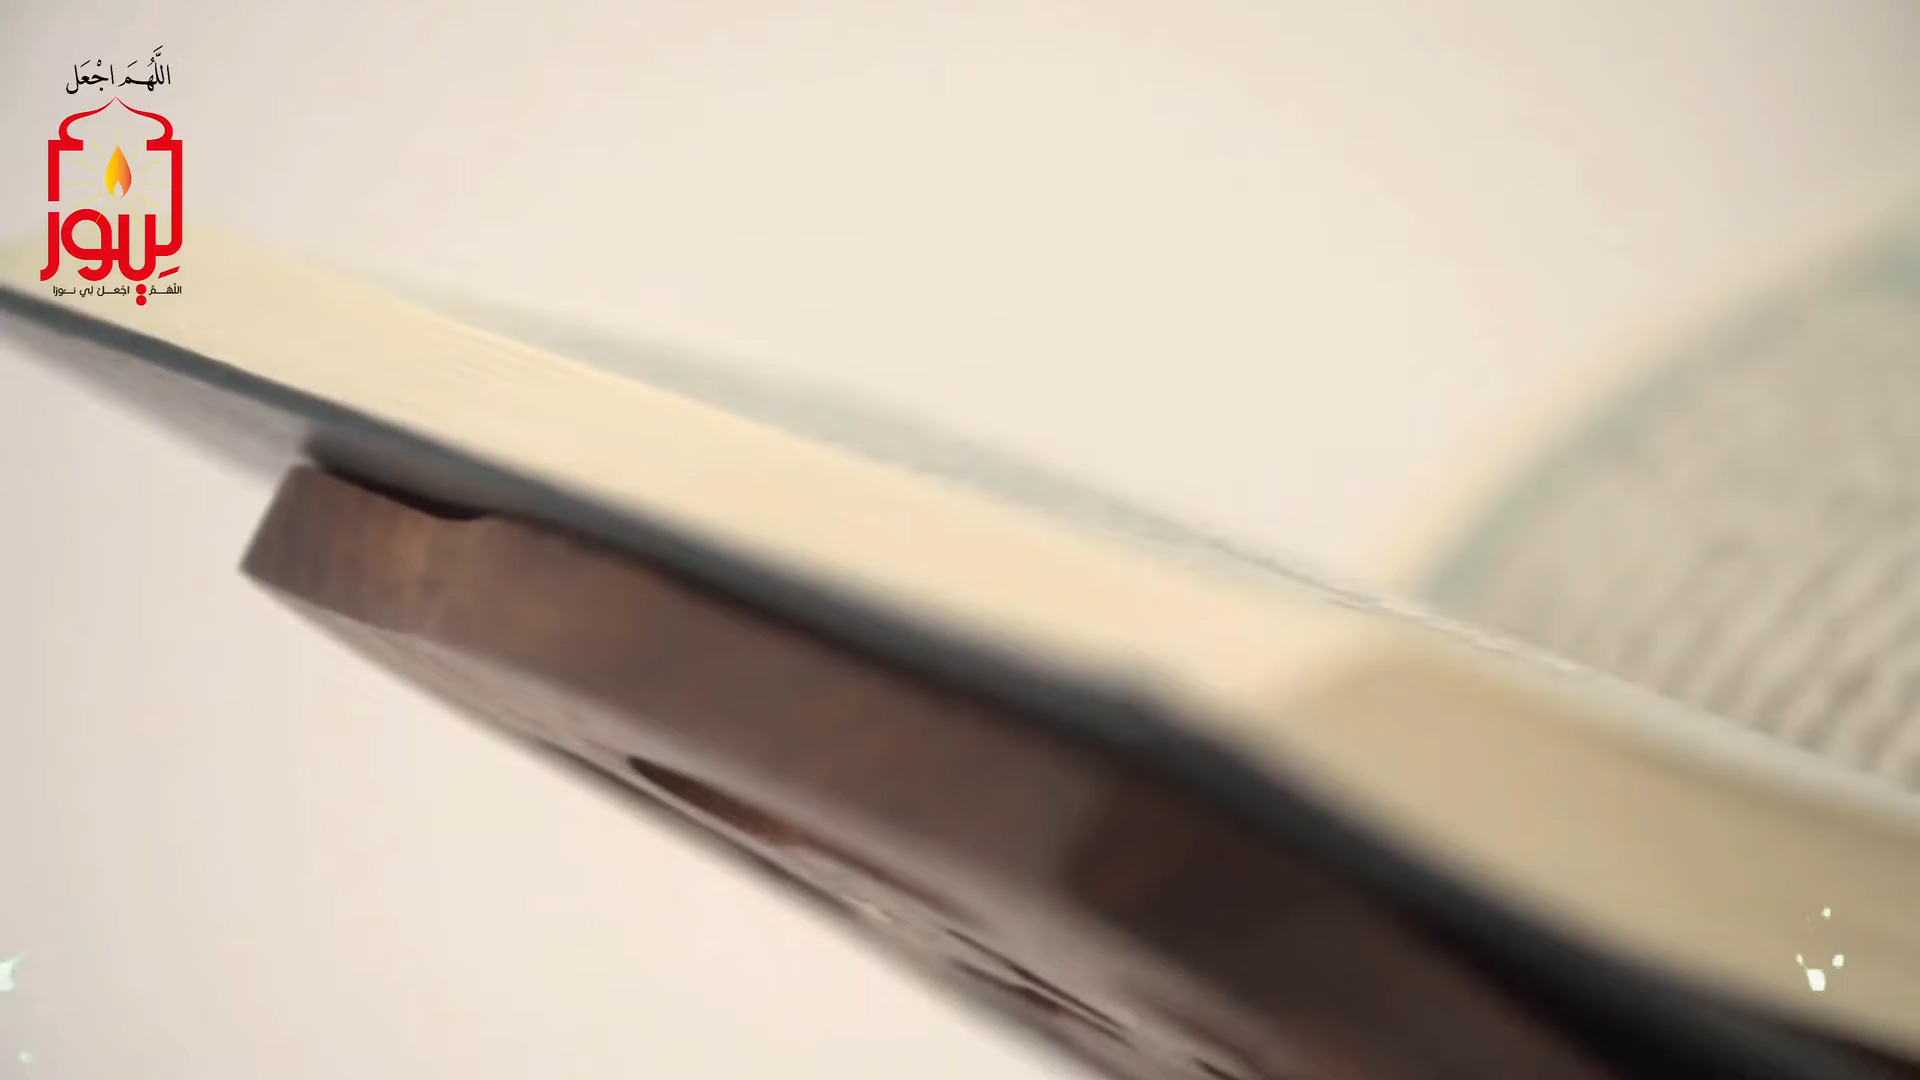 اللَّهُمَّ اجْعَل
لِي نور
اللهم اجعل لي نورا